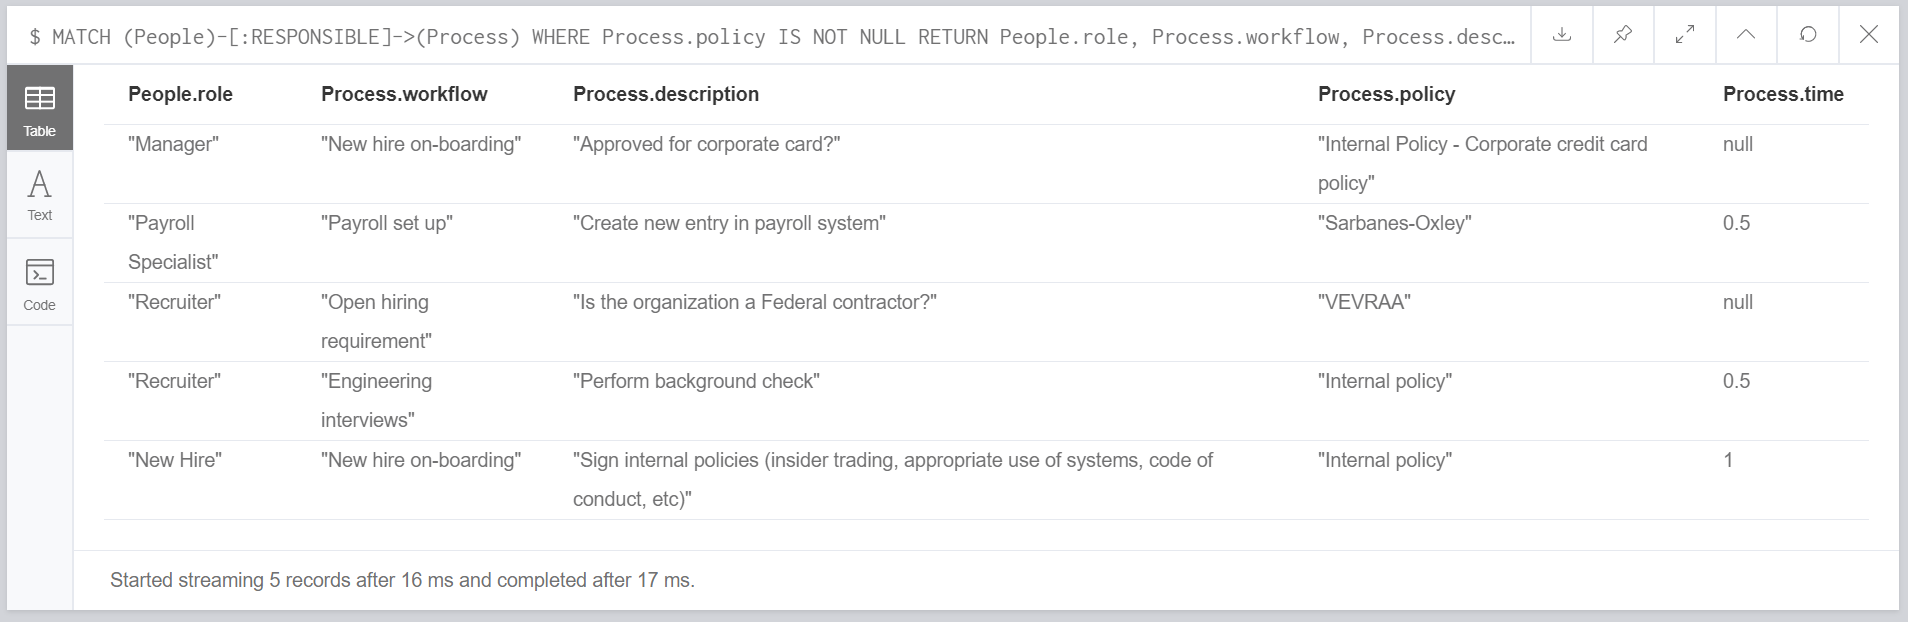 $ MATCH (People)-[:RESPONSIBLE]->(Process) WHERE Process.policy IS NOT NULL RETURN People.role, Process.workflow, Process.desc…
Table
Text
Code
People.role Process.workflow Process.description Process.policy Process.time
"Manager" "New hire on-boarding" "Approved for corporate card?" "Internal Policy - Corporate credit card null
policy"
"Payroll "Payroll set up" "Create new entry in payroll system" "Sarbanes-Oxley" 0.5
Specialist"
"Recruiter" "Open hiring "Is the organization a Federal contractor?" "VEVRAA" null
requirement"
"Recruiter" "Engineering "Perform background check" "Internal policy" 0.5
interviews"
"New Hire" "New hire on-boarding" "Sign internal policies (insider trading, appropriate use of systems, code of "Internal policy" 1
conduct, etc)"
Started streaming 5 records after 16 ms and completed after 17 ms.